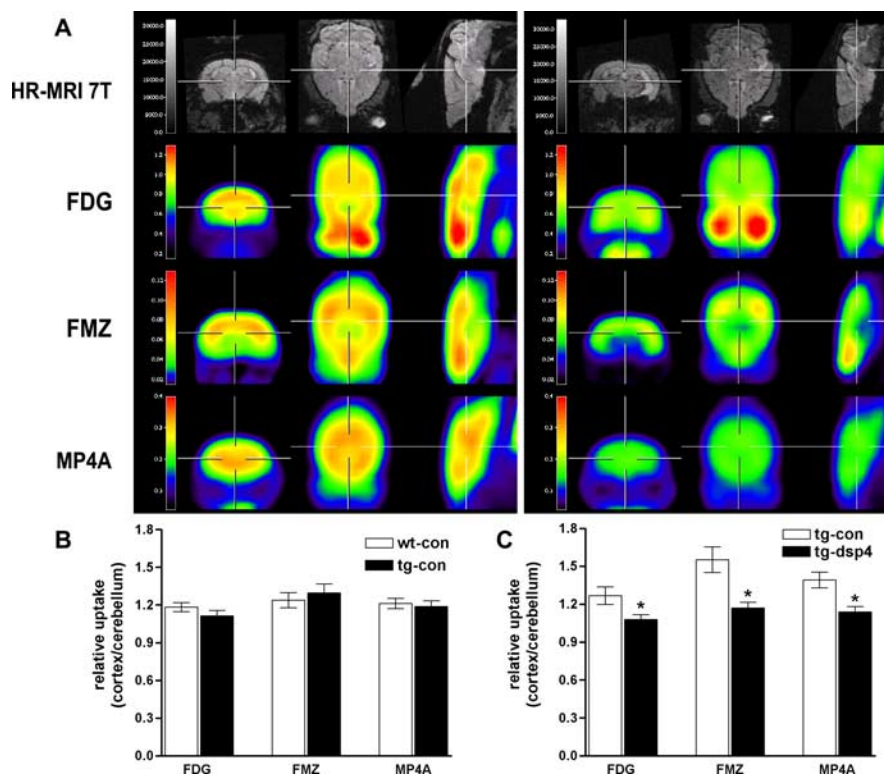 A
HR-MRI 7T
FDG
FMZ
MP4A
B
1.8
1.5
1.2
0.9
0.6
0.3
0.0
relative uptake
(cortex/cerebellum)
wt-con
tg-con
FDG FMZ MP4A
C
1.8
1.5
1.2
0.9
0.6
0.3
0.0
relative uptake
(cortex/cerebellum)
tg-con
tg-dsp4
* * *
FDG FMZ MP4A